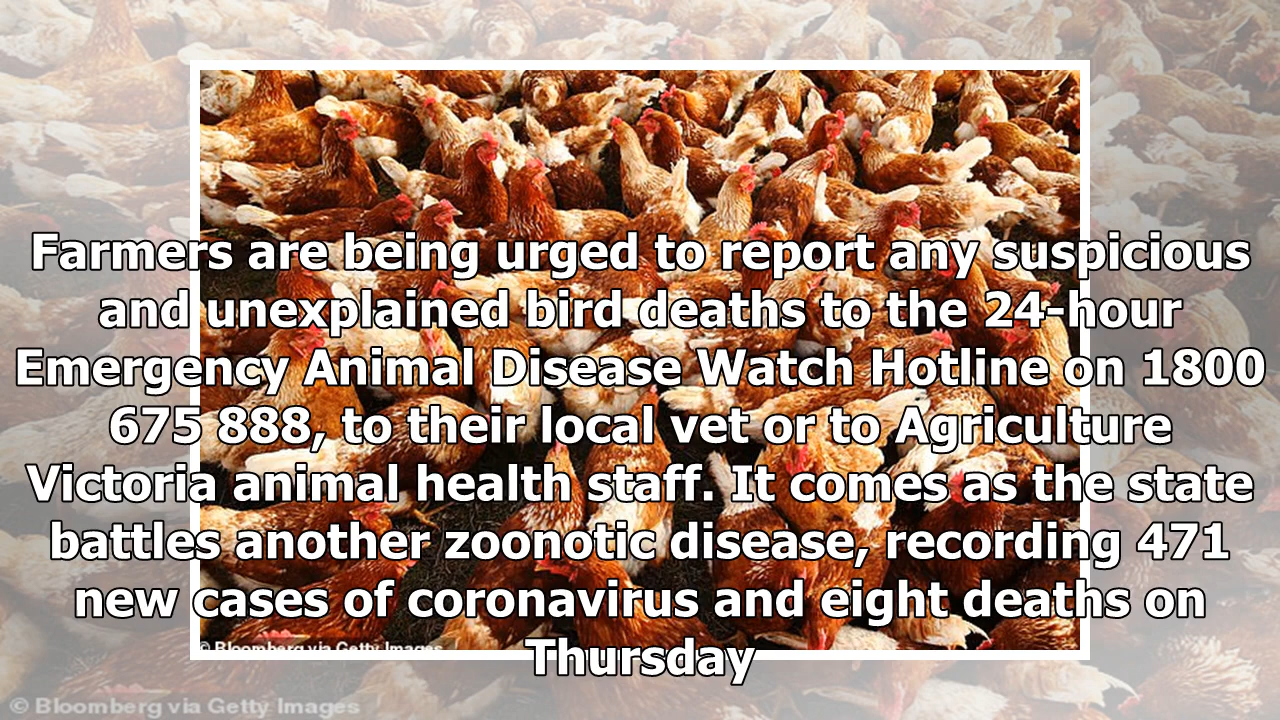 Farmers are being urged to report any suspicious
and unexplained bird deaths to the 24-hour
Emergency Animal Disease Watch Hotline on 1800
675 888, to their local vet or to Agriculture
Victoria animal health staff. It comes as the state
battles another zoonotic disease, recording 471
new cases of coronavirus and eight deaths on
Thursday
© Bloomberg via Getty Images
© Bloomberg via Getty Images